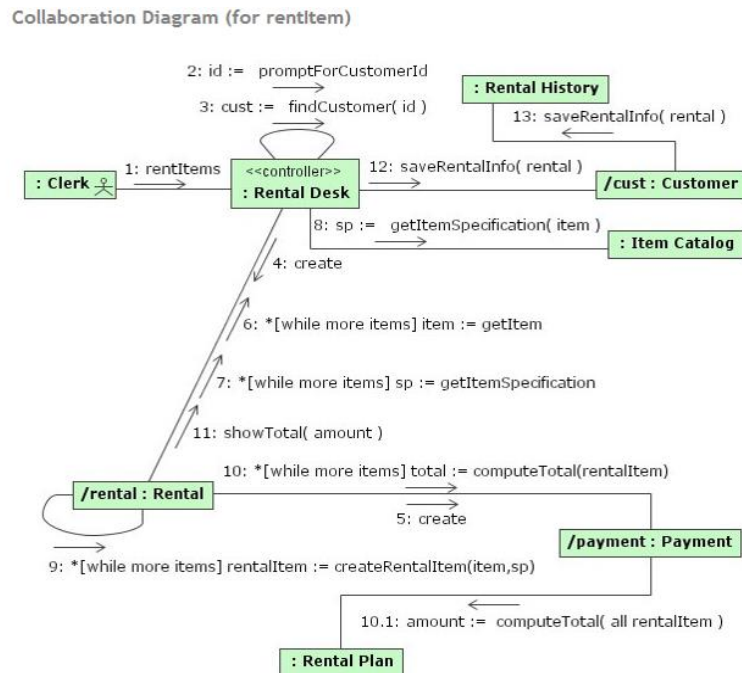 Collaboration Diagram (for rentItem)
2: id := promptForCustomerId
3: cust := findCustomer( id )
: Rental History
13: saveRentalInfo( rental )
1: rentItems
<<controller>>
12: saveRentalInfo( rental )
: Clerk
: Rental Desk
/cust : Customer
8: sp := getItemSpecification( item )
: Item Catalog
4: create
6: *[while more items] item := getItem
7: *[while more items] sp := getItemSpecification
11: showTotal( amount )
10: *[while more items] total := computeTotal(rentalItem)
/rental : Rental
5: create
/payment : Payment
9: *[while more items] rentalItem := createRentalItem(item,sp)
10.1: amount := computeTotal( all rentalItem )
: Rental Plan